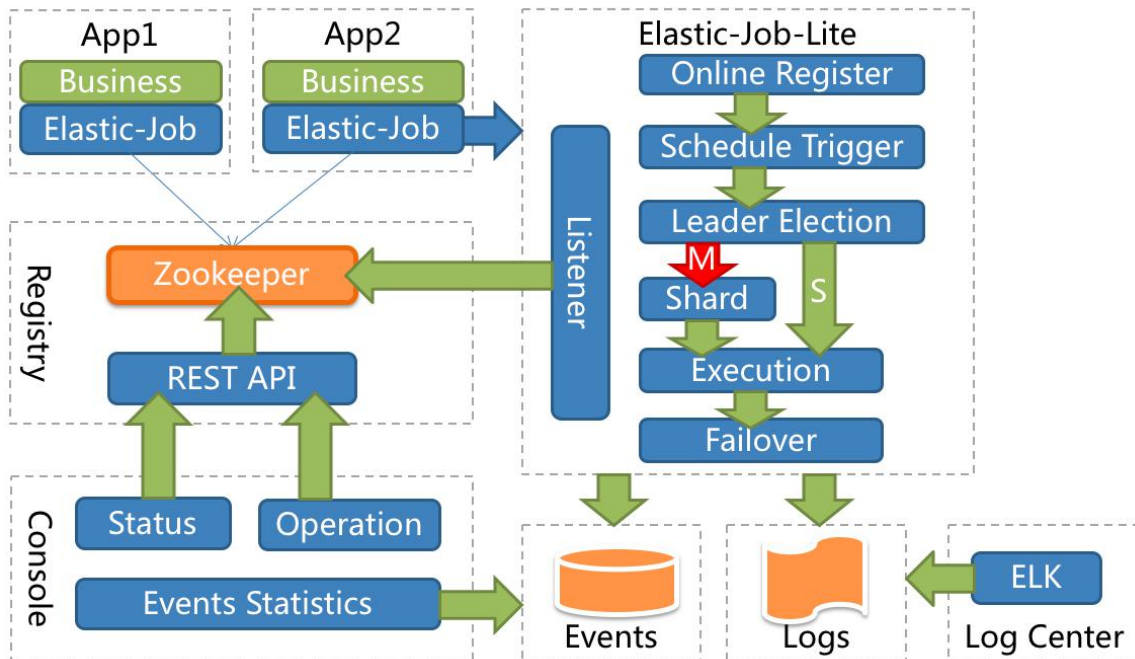 App1
Business
Elastic-Job
App2
Business
Elastic-Job
Elastic-Job-Lite
Online Register
Schedule Trigger
Leader Election
M
S
Shard
Execution
Failover
Listener
Registry
Zookeeper
REST API
Console
Status
Operation
Events Statistics
Events
Logs
ELK
Log Center